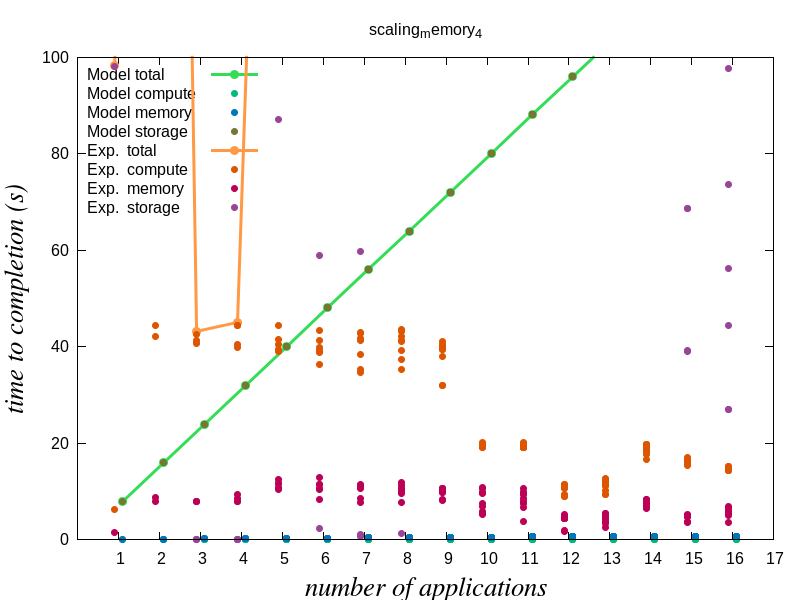 scalingmemory4
100
80
60
40
20
0
Model total
Model compute
Model memory
Model storage
Exp. total
Exp. compute
Exp. memory
Exp. storage
time to completion (s)
1 2 3 4 5 6 7 8 9 10 11 12 13 14 15 16 17
number of applications